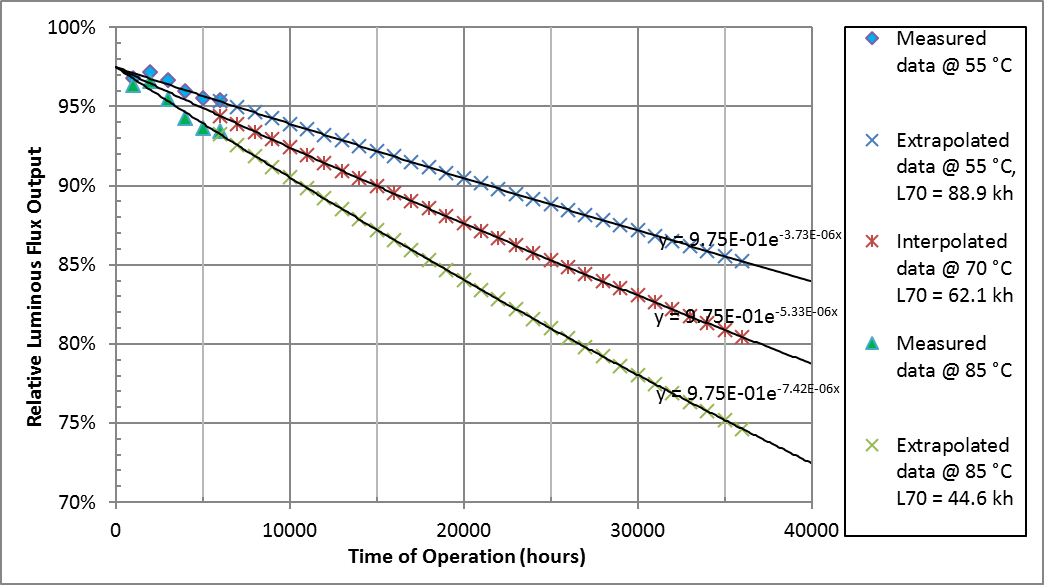 100%
95%
90%
85%
80%
75%
70%
Relative Luminous Flux Output
0
10000
20000
30000
40000
Time of Operation (hours)
y = 9.75E-01e-3.73E-06x
y = 9.75E-01e-5.33E-06x
y = 9.75E-01e-7.42E-06x
Measured
data @ 55 °C
Extrapolated
data @ 55 °C,
L70 = 88.9 kh
Interpolated
data @ 70 °C
L70 = 62.1 kh
Measured
data @ 85 °C
Extrapolated
data @ 85 °C
L70 = 44.6 kh